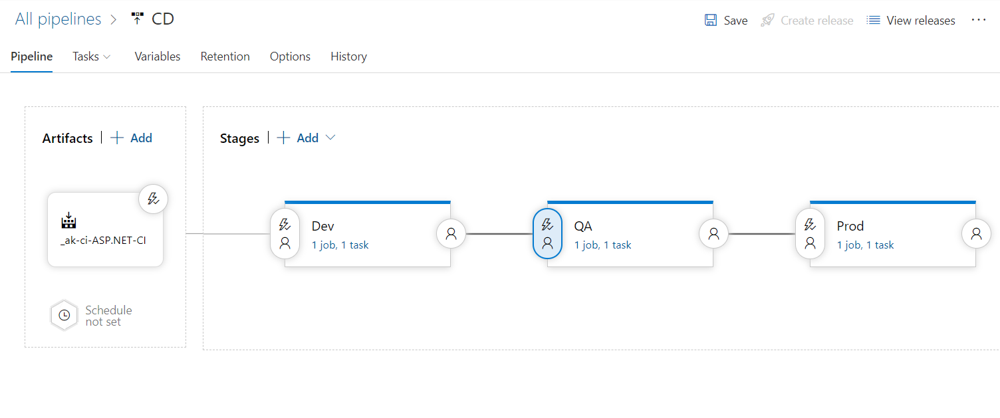 All pipelines > CD
Save
Create release
View releases
...
Pipeline
Tasks
Variables
Retention
Options
History
Artifacts | + Add
Stages | + Add
_ak-ci-ASP.NET-CI
Schedule
not set
Dev
1 job, 1 task
QA
1 job, 1 task
Prod
1 job, 1 task